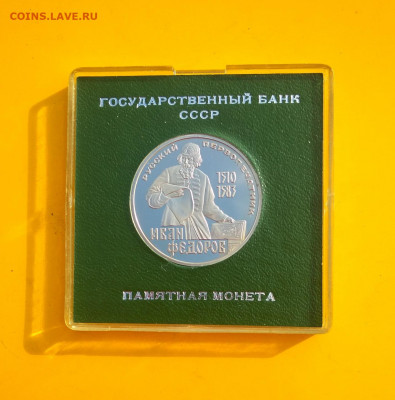 COINS.LAVE.RU
ГОСУДАРСТВЕННЫЙ БАНК
СССР
РУССКИЙ ПЕРВОПЕЧАТНИК
1510
1583
ИВАН
ФЕДОРОВ
ПАМЯТНАЯ МОНЕТА